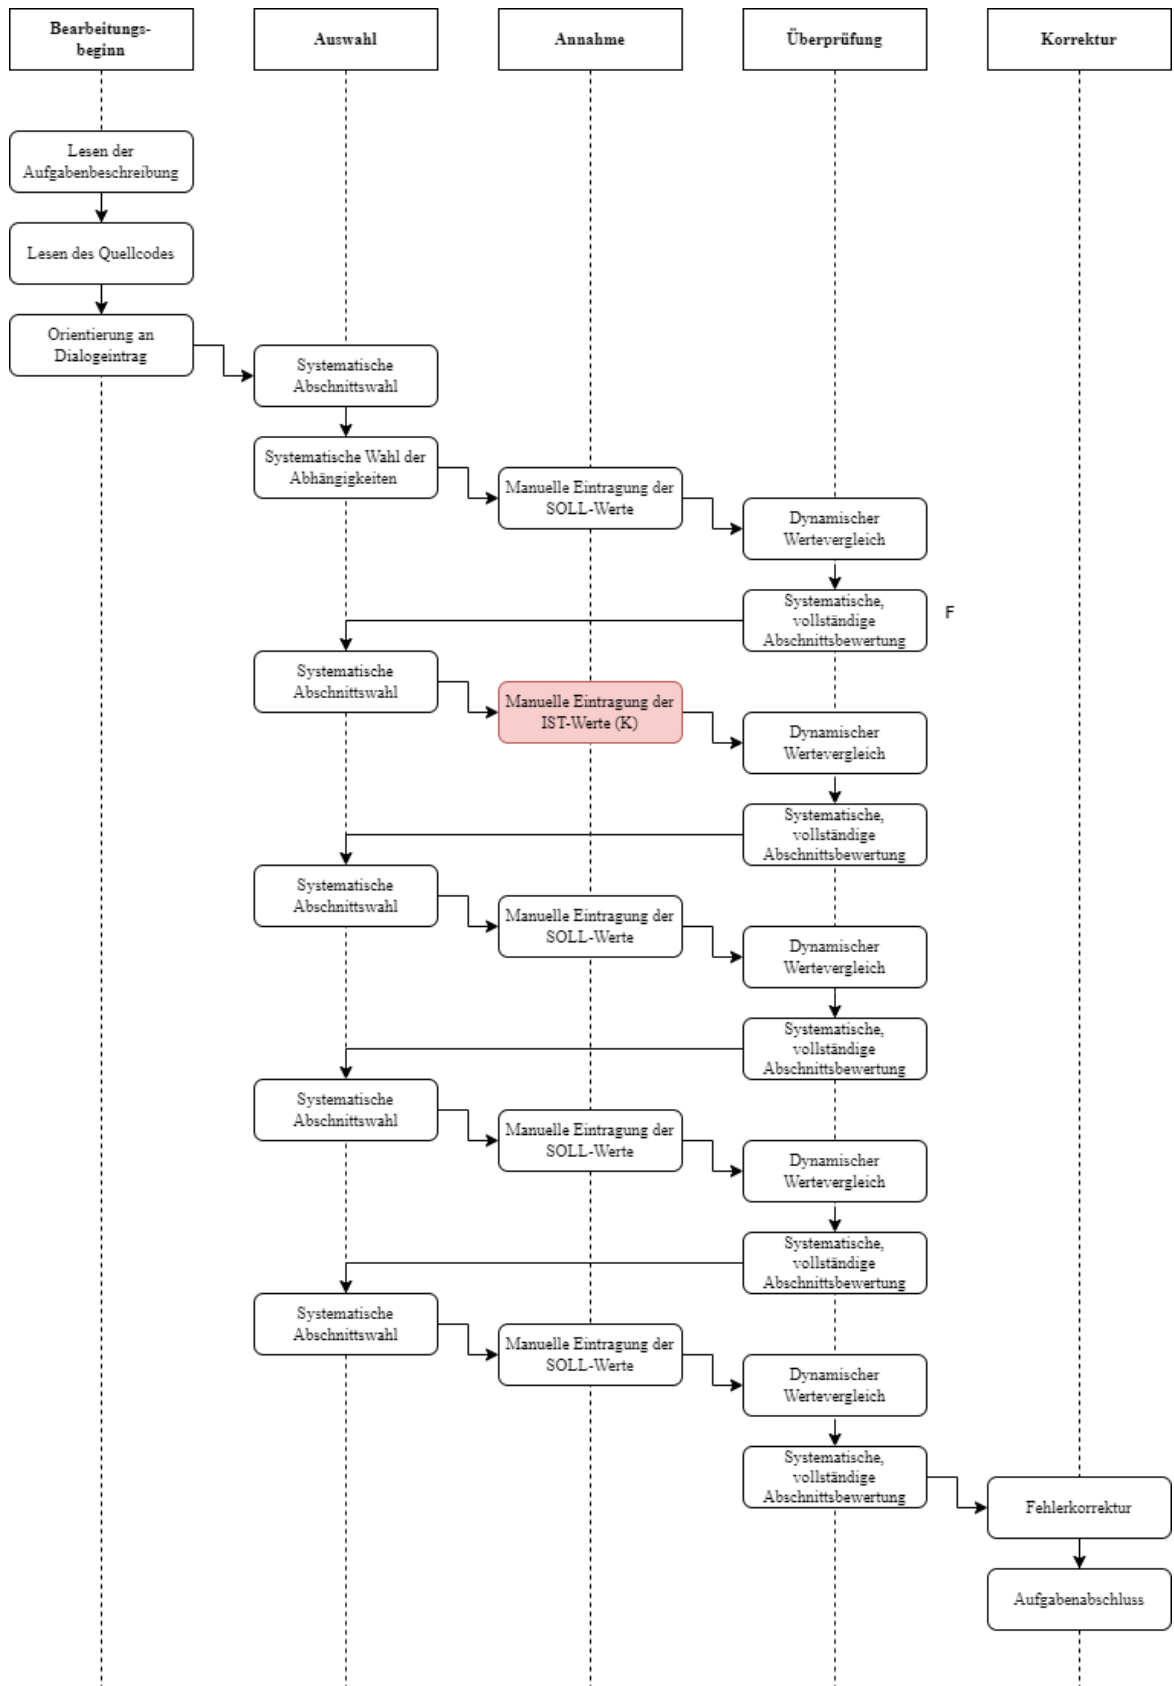 Bearbeitungs-
beginn
Auswahl
Annahme
Überprüfung
Korrektur
Lesen der
Aufgabenbeschreibung
Lesen des Quellcodes
Orientierung an
Dialogeintrag
Systematische
Abschnittswahl
Systematische Wahl der
Abhängigkeiten
Manuelle Eintragung der
SOLL-Werte
Dynamischer
Wertevergleich
Systematische,
vollständige
Abschnittsbewertung
F
Systematische
Abschnittswahl
Manuelle Eintragung der
IST-Werte (K)
Dynamischer
Wertevergleich
Systematische,
vollständige
Abschnittsbewertung
Systematische
Abschnittswahl
Manuelle Eintragung der
SOLL-Werte
Dynamischer
Wertevergleich
Systematische,
vollständige
Abschnittsbewertung
Systematische
Abschnittswahl
Manuelle Eintragung der
SOLL-Werte
Dynamischer
Wertevergleich
Systematische,
vollständige
Abschnittsbewertung
Systematische
Abschnittswahl
Manuelle Eintragung der
SOLL-Werte
Dynamischer
Wertevergleich
Systematische,
vollständige
Abschnittsbewertung
Fehlerkorrektur
Aufgabenabschluss